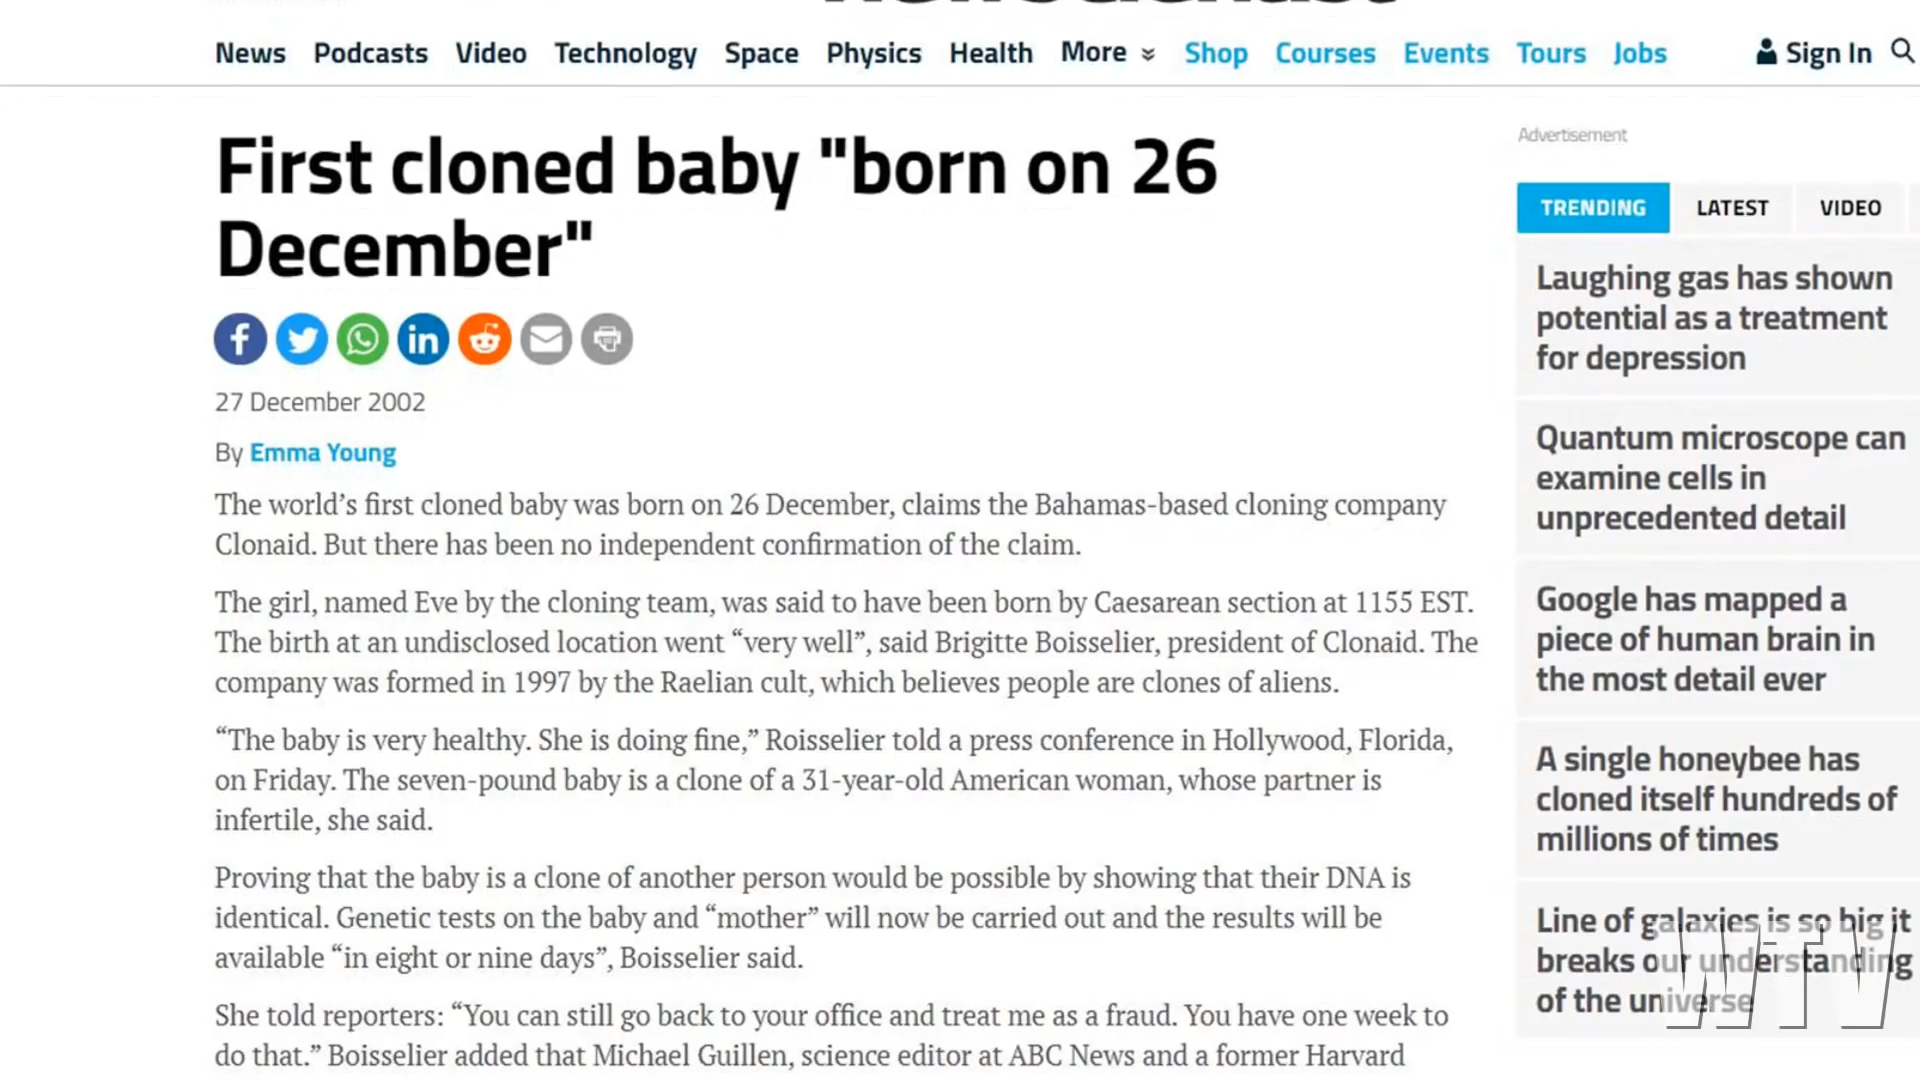 News Podcasts Video Technology Space Physics Health More Shop Courses Events Tours Jobs Sign In
First cloned baby "born on 26
December"
27 December 2002
By Emma Young
The world’s first cloned baby was born on 26 December, claims the Bahamas-based cloning company
Clonaid. But there has been no independent confirmation of the claim.
The girl, named Eve by the cloning team, was said to have been born by Caesarean section at 1155 EST.
The birth at an undisclosed location went “very well”, said Brigitte Boisselier, president of Clonaid. The
company was formed in 1997 by the Raelian cult, which believes people are clones of aliens.
“The baby is very healthy. She is doing fine,” Roisselier told a press conference in Hollywood, Florida,
on Friday. The seven-pound baby is a clone of a 31-year-old American woman, whose partner is
infertile, she said.
Proving that the baby is a clone of another person would be possible by showing that their DNA is
identical. Genetic tests on the baby and “mother” will now be carried out and the results will be
available “in eight or nine days”, Boisselier said.
She told reporters: “You can still go back to your office and treat me as a fraud. You have one week to
do that.” Boisselier added that Michael Guillen, science editor at ABC News and a former Harvard
Advertisement
TRENDING LATEST VIDEO
Laughing gas has shown
potential as a treatment
for depression
Quantum microscope can
examine cells in
unprecedented detail
Google has mapped a
piece of human brain in
the most detail ever
A single honeybee has
cloned itself hundreds of
millions of times
Line of galaxies is so big it
breaks our understanding
of the universe
WTV